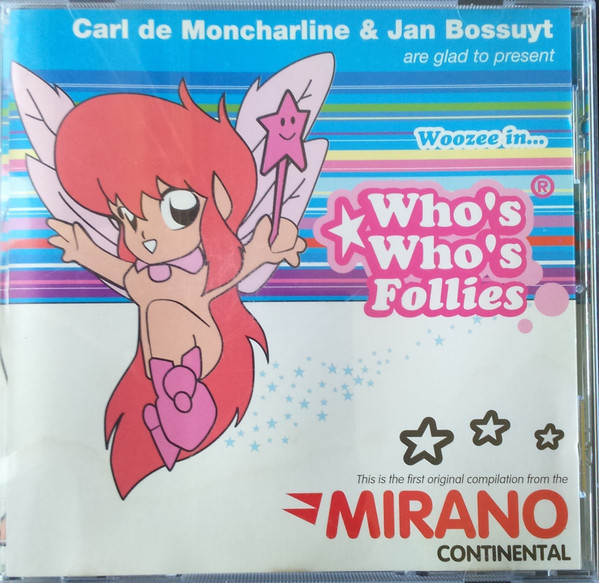 Carl de Moncharline & Jan Bossuyt
are glad to present
Woozee in...
Who's ®
Who's
Follies
This is the first original compilation from the
MIRANO
CONTINENTAL